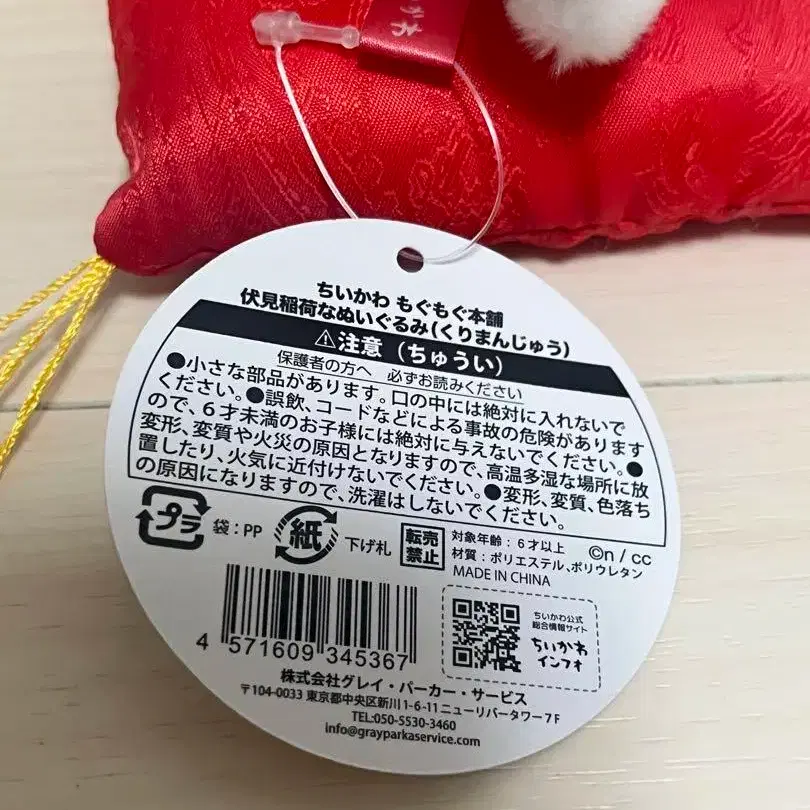 ちいかわ もぐもぐ本舗
伏見稲荷なぬいぐるみ(くりまんじゅう)
⚠注意（ちゅうい）
保護者の方へ 必ずお読みください
●小さな部品があります。口の中には絶対に入れないで
ください。●誤飲、コードなどによる事故の危険があります
ので、６才未満のお子様には絶対に与えないでください。●
変形、変質や火災の原因となりますので、高温多湿な場所に放
置したり、火気に近付けないでください。●変形、変質、色落ち
の原因になりますので、洗濯はしないでください。
プラ
袋：PP
紙
下げ札
転売
禁止
対象年齢：６才以上 ©n / cc
材質：ポリエステル、ポリウレタン
MADE IN CHINA
4 571609 345367
ちいかわ公式
総合情報サイト
ちいかわ
インフォ
株式会社グレイ・パーカー・サービス
〒104-0033 東京都中央区新川1-6-11 ニューリバータワー７F
TEL:050-5530-3460
info@grayparkaservice.com